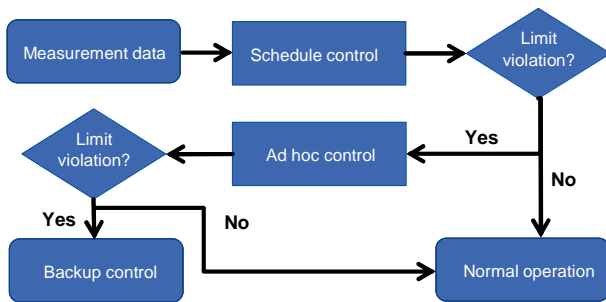 Measurement data
Schedule control
Limit
violation?
Yes
No
Ad hoc control
Limit
violation?
Yes
No
Backup control
Normal operation